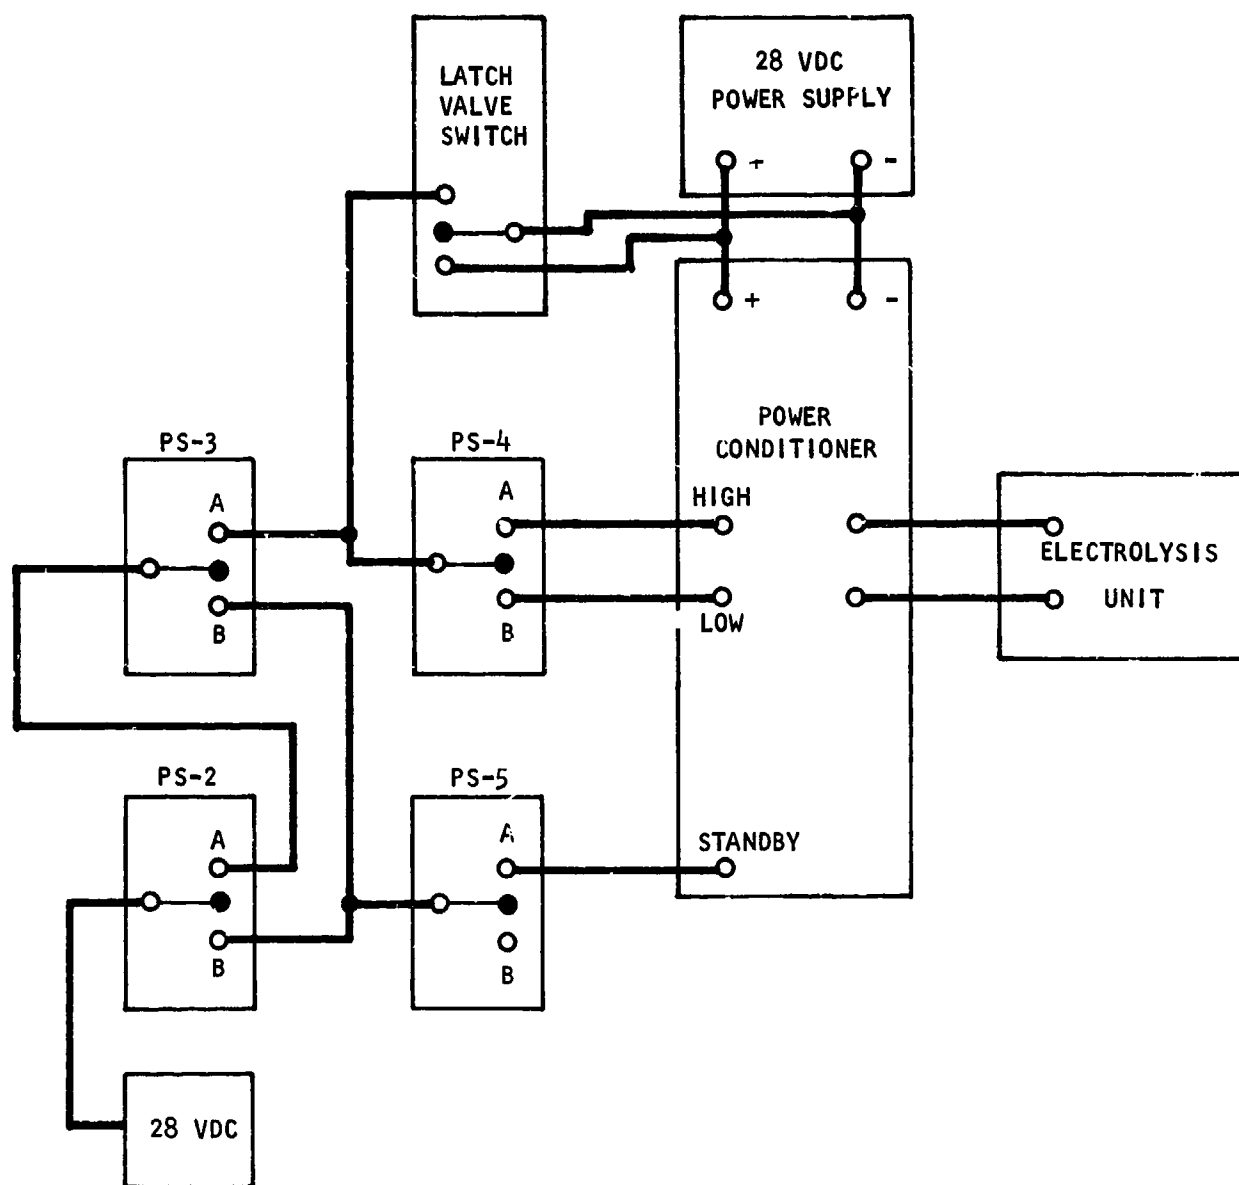 LATCH
VALVE
SWITCH
28 VDC
POWER SUPPLY
+ -
+ -
POWER
CONDITIONER
PS-3
PS-4
A
A
HIGH
ELECTROLYSIS
UNIT
B
B
LOW
PS-2
PS-5
A
A
STANDBY
B
B
28 VDC